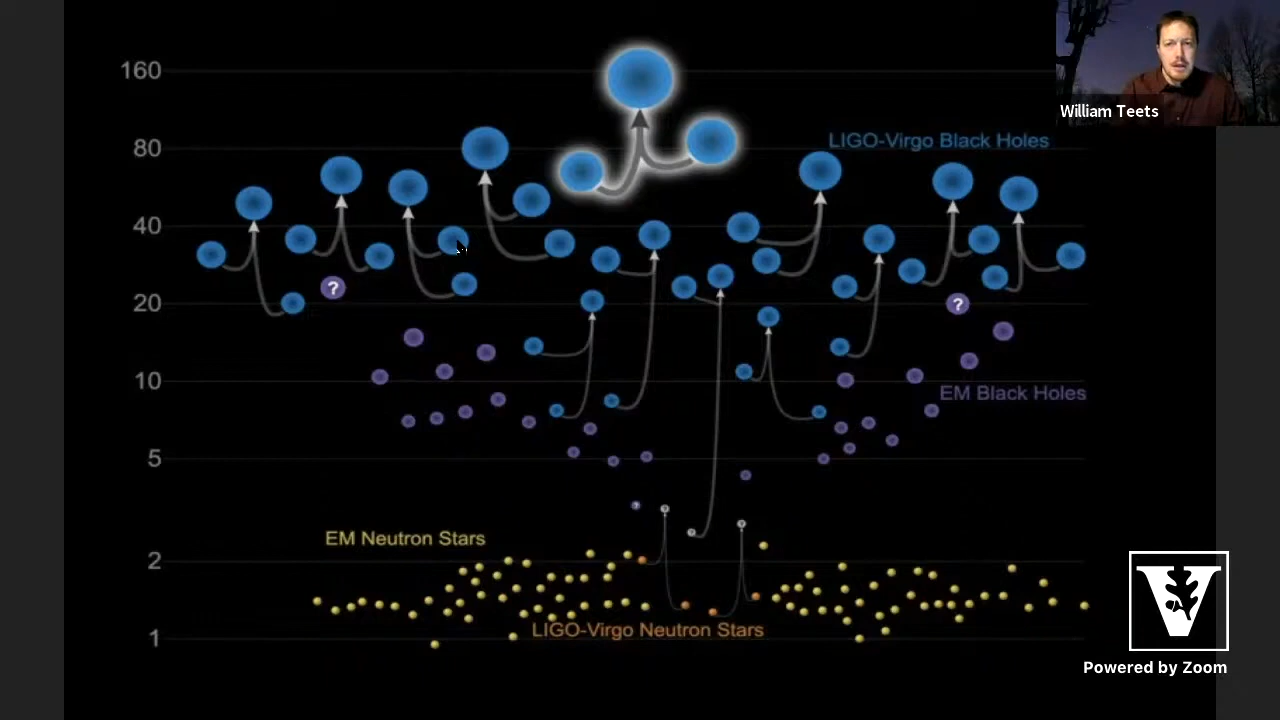 160
William Teets
80
LIGO-Virgo Black Holes
40
?
20
?
10
EM Black Holes
5
EM Neutron Stars
2
LIGO-Virgo Neutron Stars
1
V
Powered by Zoom